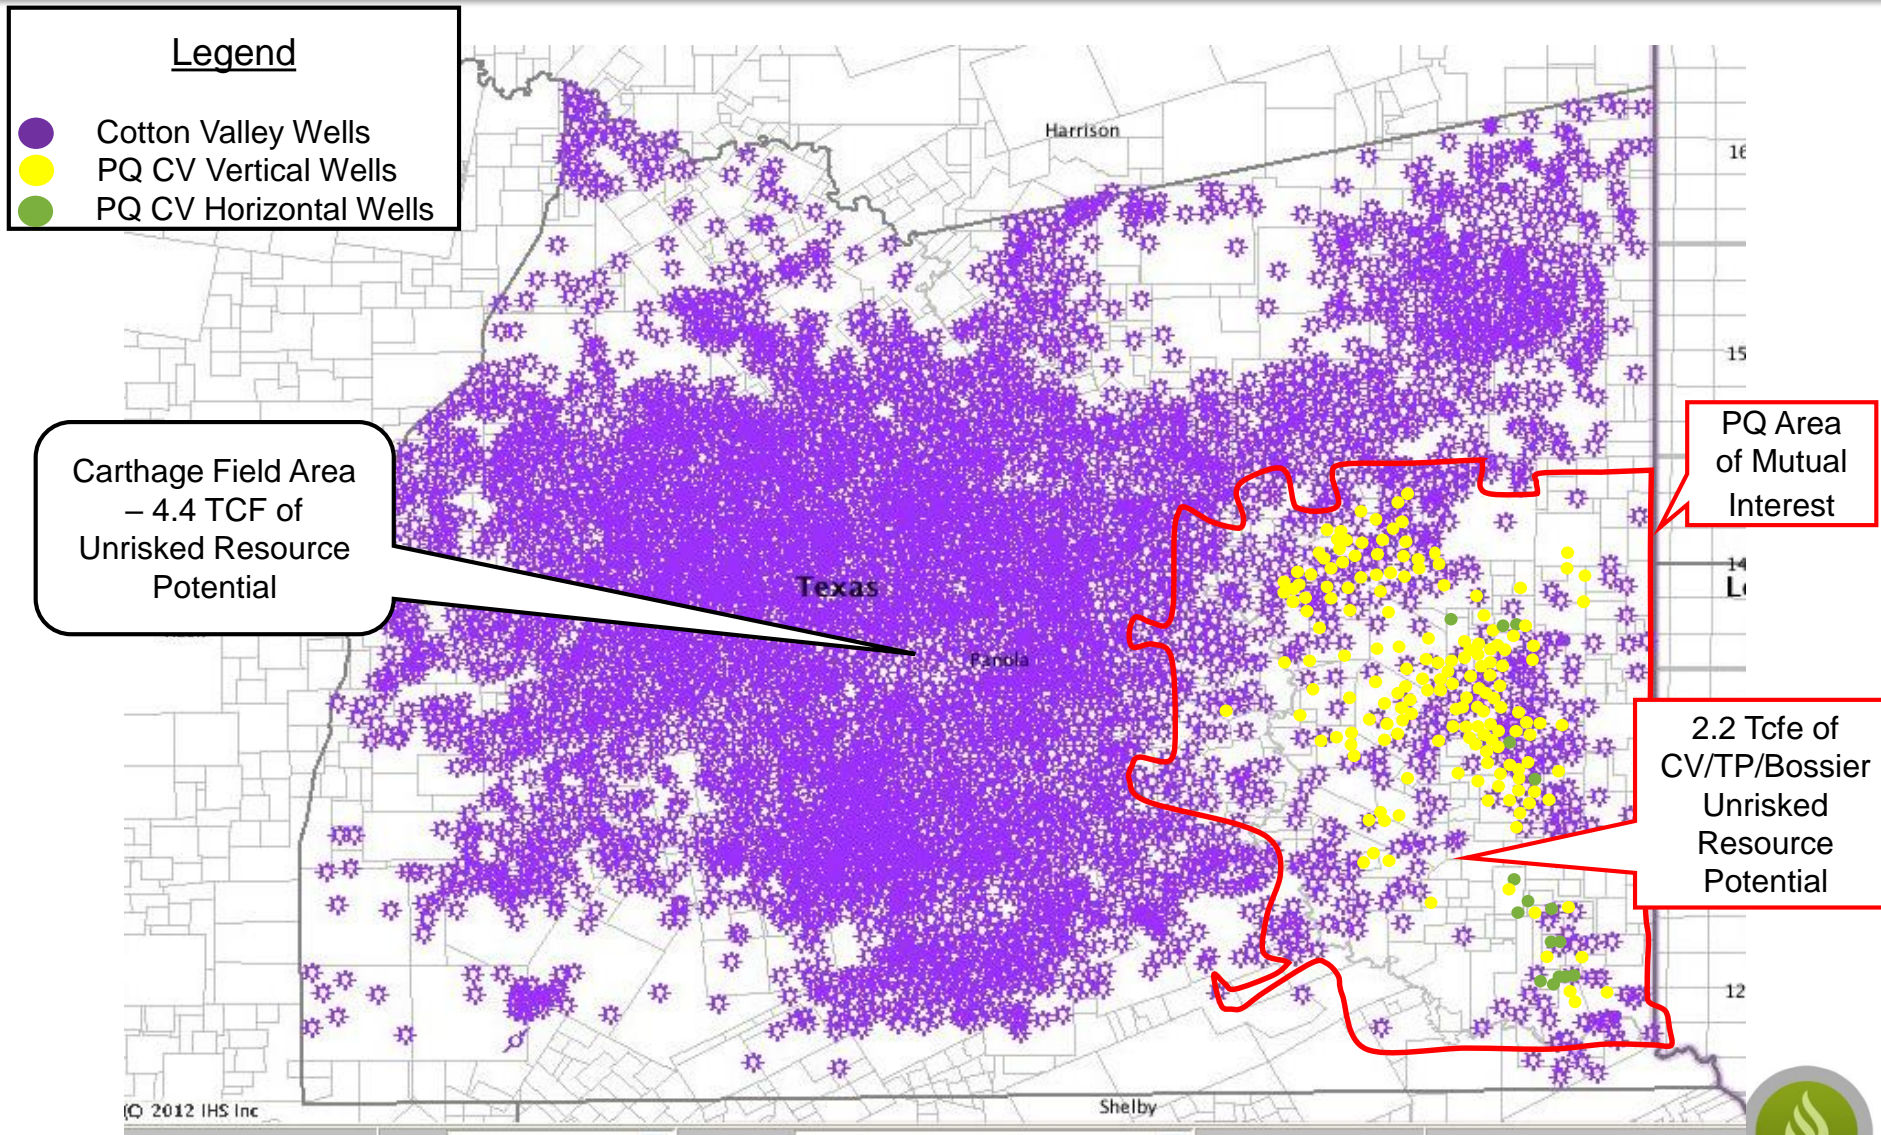 Legend
Cotton Valley Wells
PQ CV Vertical Wells
PQ CV Horizontal Wells
Harrison
16
15
PQ Area
of Mutual
Interest
Carthage Field Area
– 4.4 TCF of
Unrisked Resource
Potential
Texas
14
Panola
2.2 Tcfe of
CV/TP/Bossier
Unrisked
Resource
Potential
12
Shelby
(C) 2012 IHS Inc